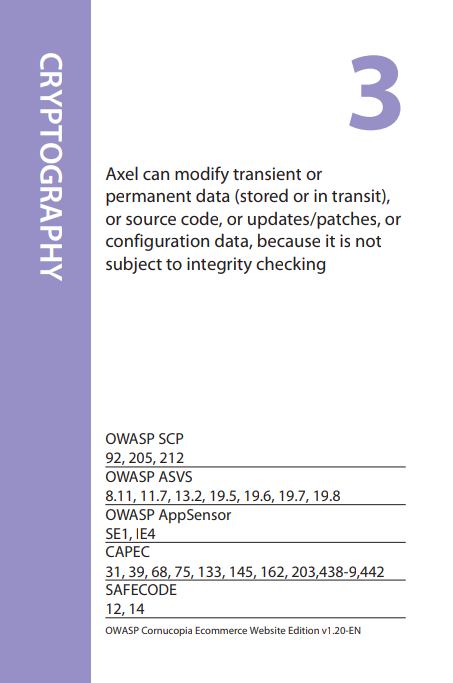 CRYPTOGRAPHY
3
Axel can modify transient or
permanent data (stored or in transit),
or source code, or updates/patches, or
configuration data, because it is not
subject to integrity checking
OWASP SCP
92, 205, 212
OWASP ASVS
8.11, 11.7, 13.2, 19.5, 19.6, 19.7, 19.8
OWASP AppSensor
SE1, IE4
CAPEC
31, 39, 68, 75, 133, 145, 162, 203,438-9,442
SAFECODE
12, 14
OWASP Cornucopia Ecommerce Website Edition v1.20-EN